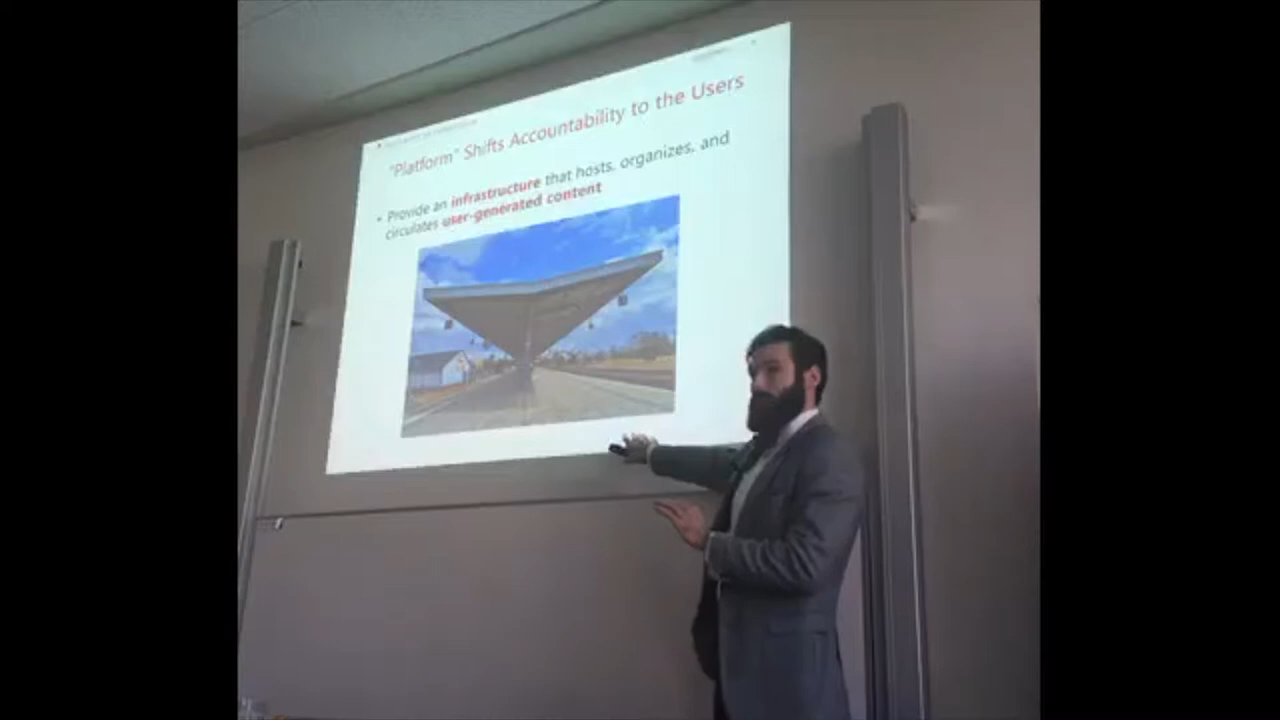 "Platform" Shifts Accountability to the Users
• Provide an infrastructure that hosts, organizes, and
circulates user-generated content